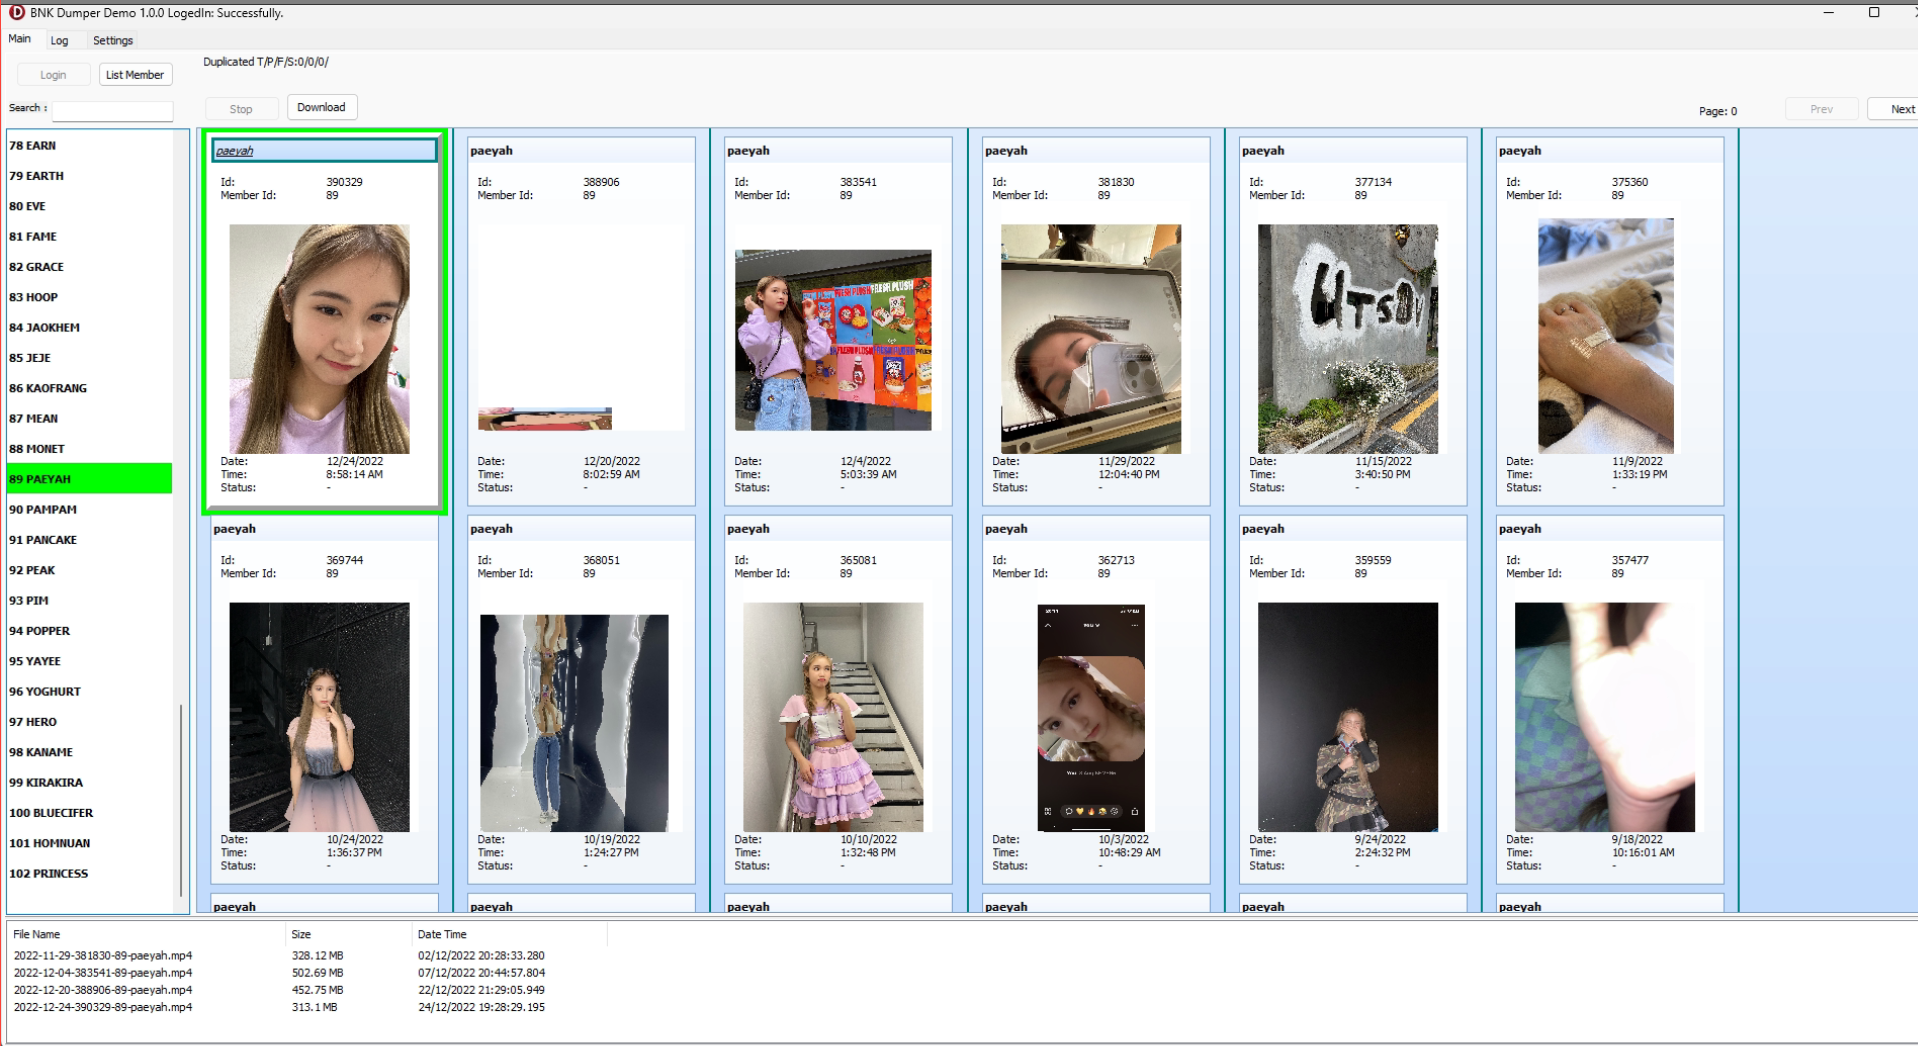 BNK Dumper Demo 1.0.0 LogedIn: Successfully.
Main Log Settings
Login List Member
Duplicated T/P/F/S:0/0/0/
Search :
Stop Download
Page: 0 Prev Next
78 EARN
79 EARTH
80 EVE
81 FAME
82 GRACE
83 HOOP
84 JAOKHEM
85 JEJE
86 KAOFRANG
87 MEAN
88 MONET
89 PAEYAH
90 PAMPAM
91 PANCAKE
92 PEAK
93 PIM
94 POPPER
95 YAYEE
96 YOGHURT
97 HERO
98 KANAME
99 KIRAKIRA
100 BLUECIFER
101 HOMNUAN
102 PRINCESS
paeyah
Id: 390329
Member Id: 89
Date: 12/24/2022
Time: 8:58:14 AM
Status: -
paeyah
Id: 388906
Member Id: 89
Date: 12/20/2022
Time: 8:02:59 AM
Status: -
paeyah
Id: 383541
Member Id: 89
FRESH PLUSH
Date: 12/4/2022
Time: 5:03:39 AM
Status: -
paeyah
Id: 381830
Member Id: 89
Date: 11/29/2022
Time: 12:04:40 PM
Status: -
paeyah
Id: 377134
Member Id: 89
Date: 11/15/2022
Time: 3:40:50 PM
Status: -
paeyah
Id: 375360
Member Id: 89
Date: 11/9/2022
Time: 1:33:19 PM
Status: -
paeyah
Id: 369744
Member Id: 89
Date: 10/24/2022
Time: 1:36:37 PM
Status: -
paeyah
Id: 368051
Member Id: 89
Date: 10/19/2022
Time: 1:24:27 PM
Status: -
paeyah
Id: 365081
Member Id: 89
Date: 10/10/2022
Time: 1:32:48 PM
Status: -
paeyah
Id: 362713
Member Id: 89
Date: 10/3/2022
Time: 10:48:29 AM
Status: -
paeyah
Id: 359559
Member Id: 89
Date: 9/24/2022
Time: 2:24:32 PM
Status: -
paeyah
Id: 357477
Member Id: 89
Date: 9/18/2022
Time: 10:16:01 AM
Status: -
paeyah paeyah paeyah paeyah paeyah paeyah
File Name Size Date Time
2022-11-29-381830-89-paeyah.mp4 328.12 MB 02/12/2022 20:28:33.280
2022-12-04-383541-89-paeyah.mp4 502.69 MB 07/12/2022 20:44:57.804
2022-12-20-388906-89-paeyah.mp4 452.75 MB 22/12/2022 21:29:05.949
2022-12-24-390329-89-paeyah.mp4 313.1 MB 24/12/2022 19:28:29.195